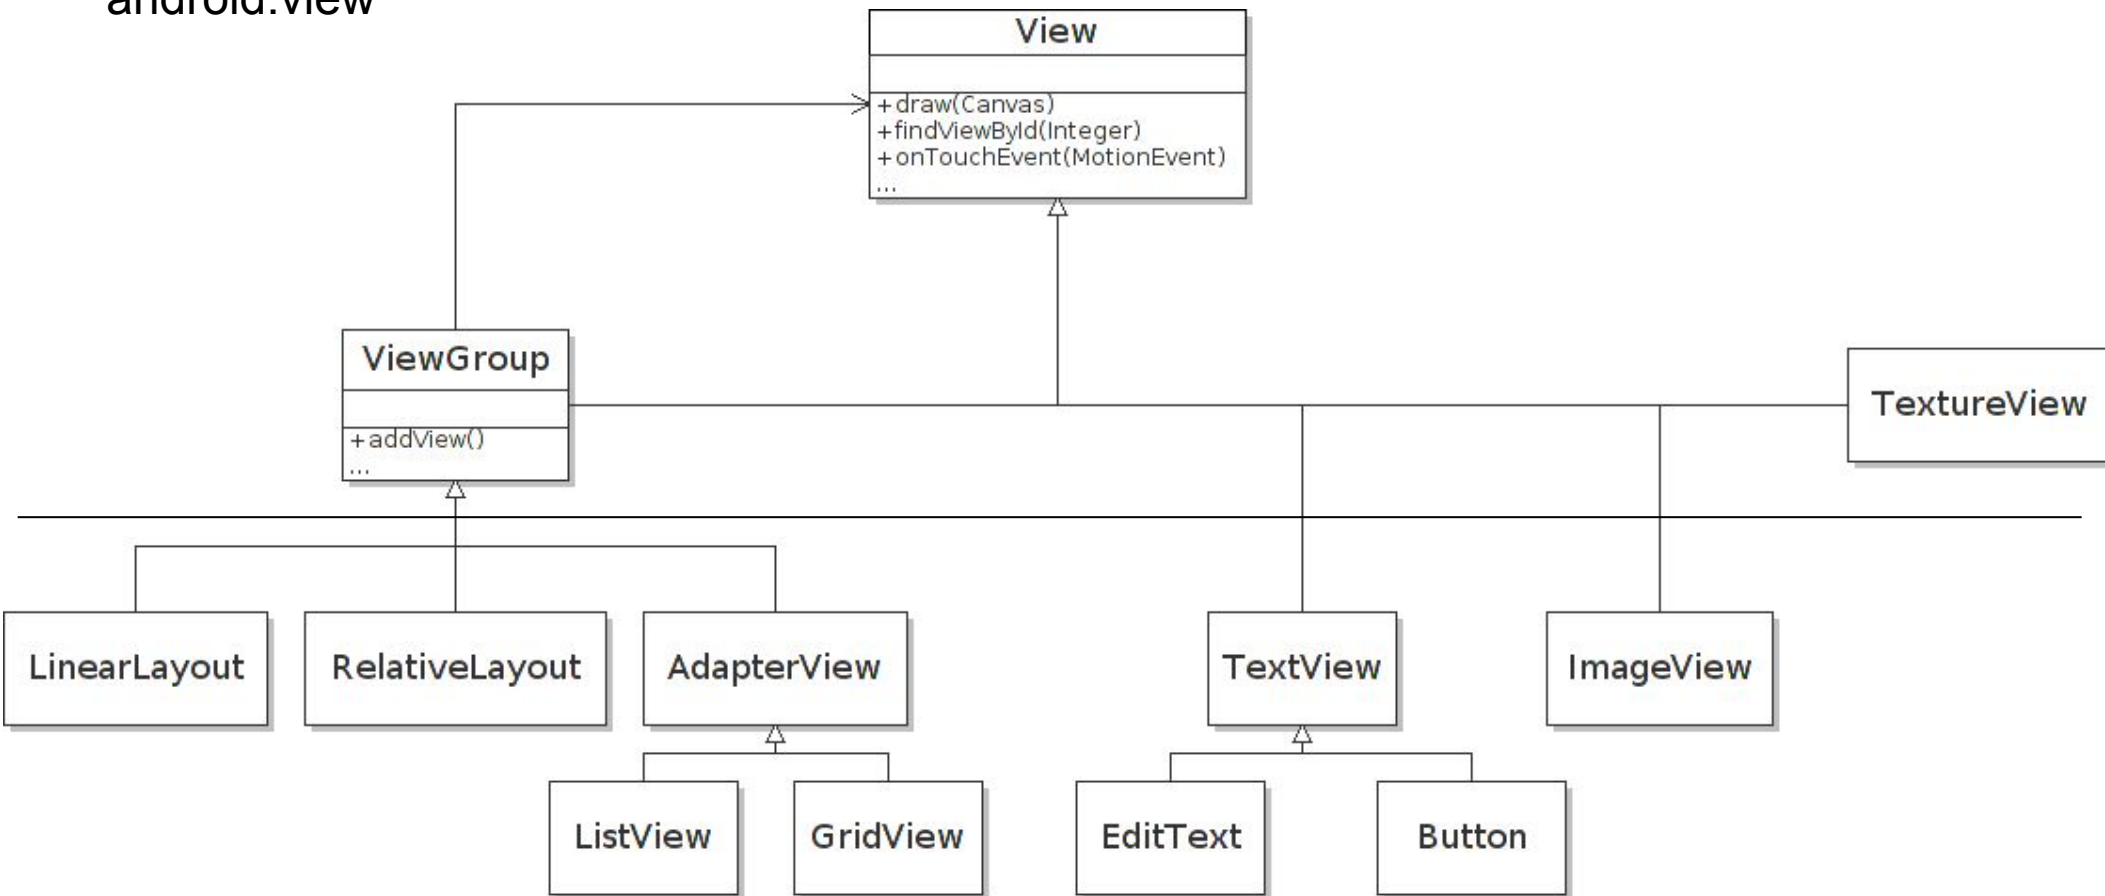 android.view
View
+draw(Canvas)
+findViewById(Integer)
+onTouchEvent(MotionEvent)
...
ViewGroup
+addView()
...
TextureView
LinearLayout
RelativeLayout
AdapterView
TextView
ImageView
ListView
GridView
EditText
Button